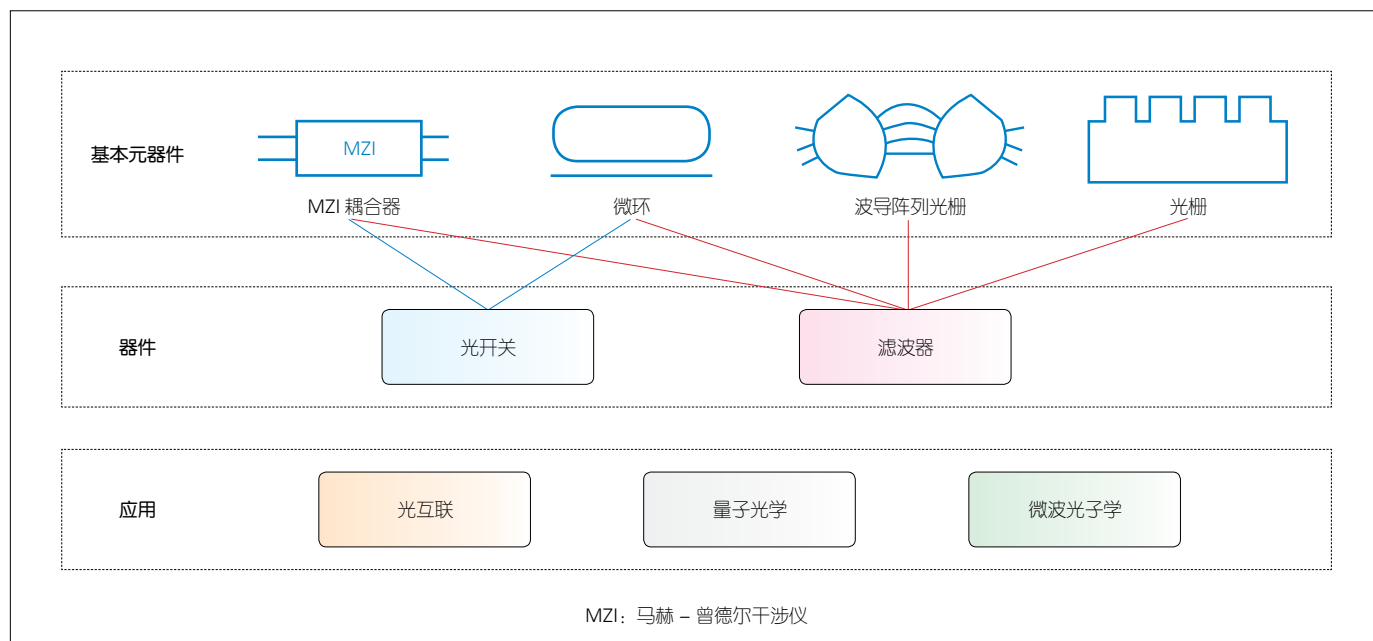 基本元器件
MZI
MZI 耦合器
微环
波导阵列光栅
光栅
器件
光开关
滤波器
应用
光互联
量子光学
微波光子学
MZI：马赫 – 曾德尔干涉仪